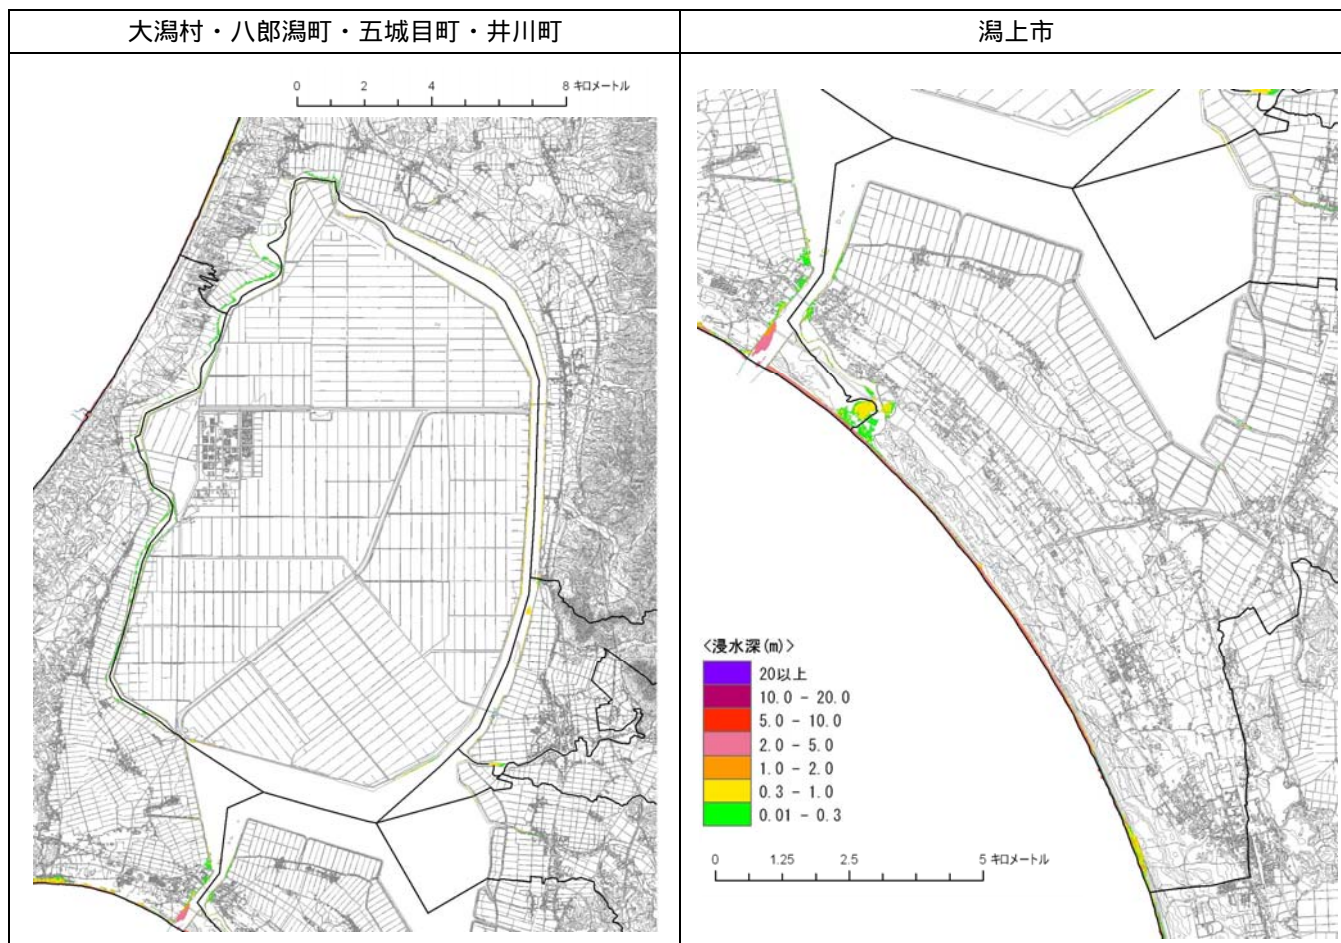 大潟村・八郎潟町・五城目町・井川町
潟上市
0 2 4 8 キロメートル
<浸水深(m)>
20以上
10.0 - 20.0
5.0 - 10.0
2.0 - 5.0
1.0 - 2.0
0.3 - 1.0
0.01 - 0.3
0 1.25 2.5 5 キロメートル